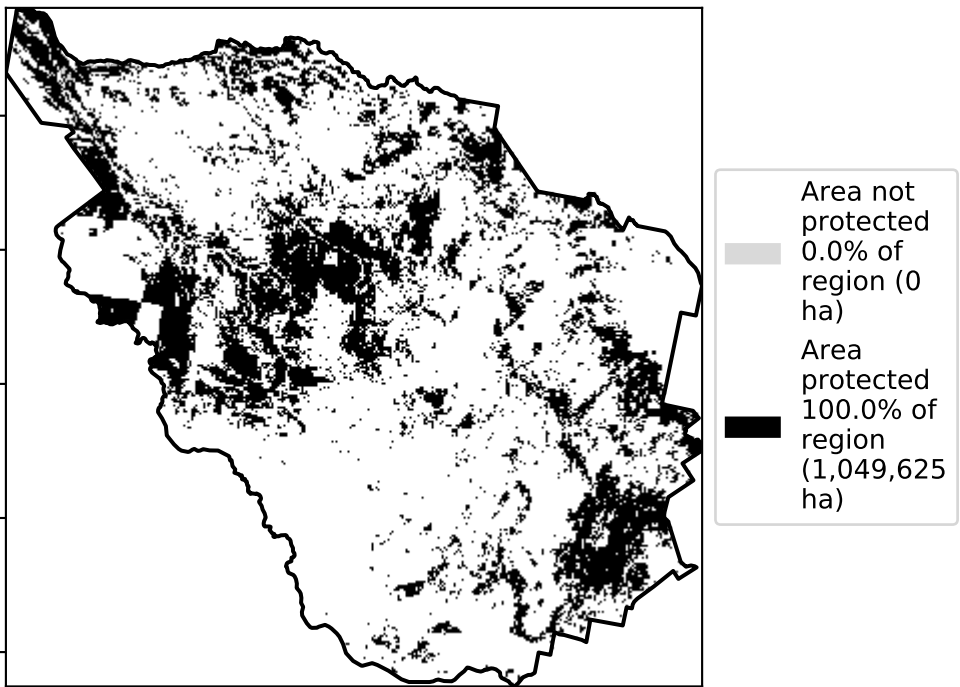 Area not
protected
0.0% of
region (0
ha)
Area
protected
100.0% of
region
(1,049,625
ha)